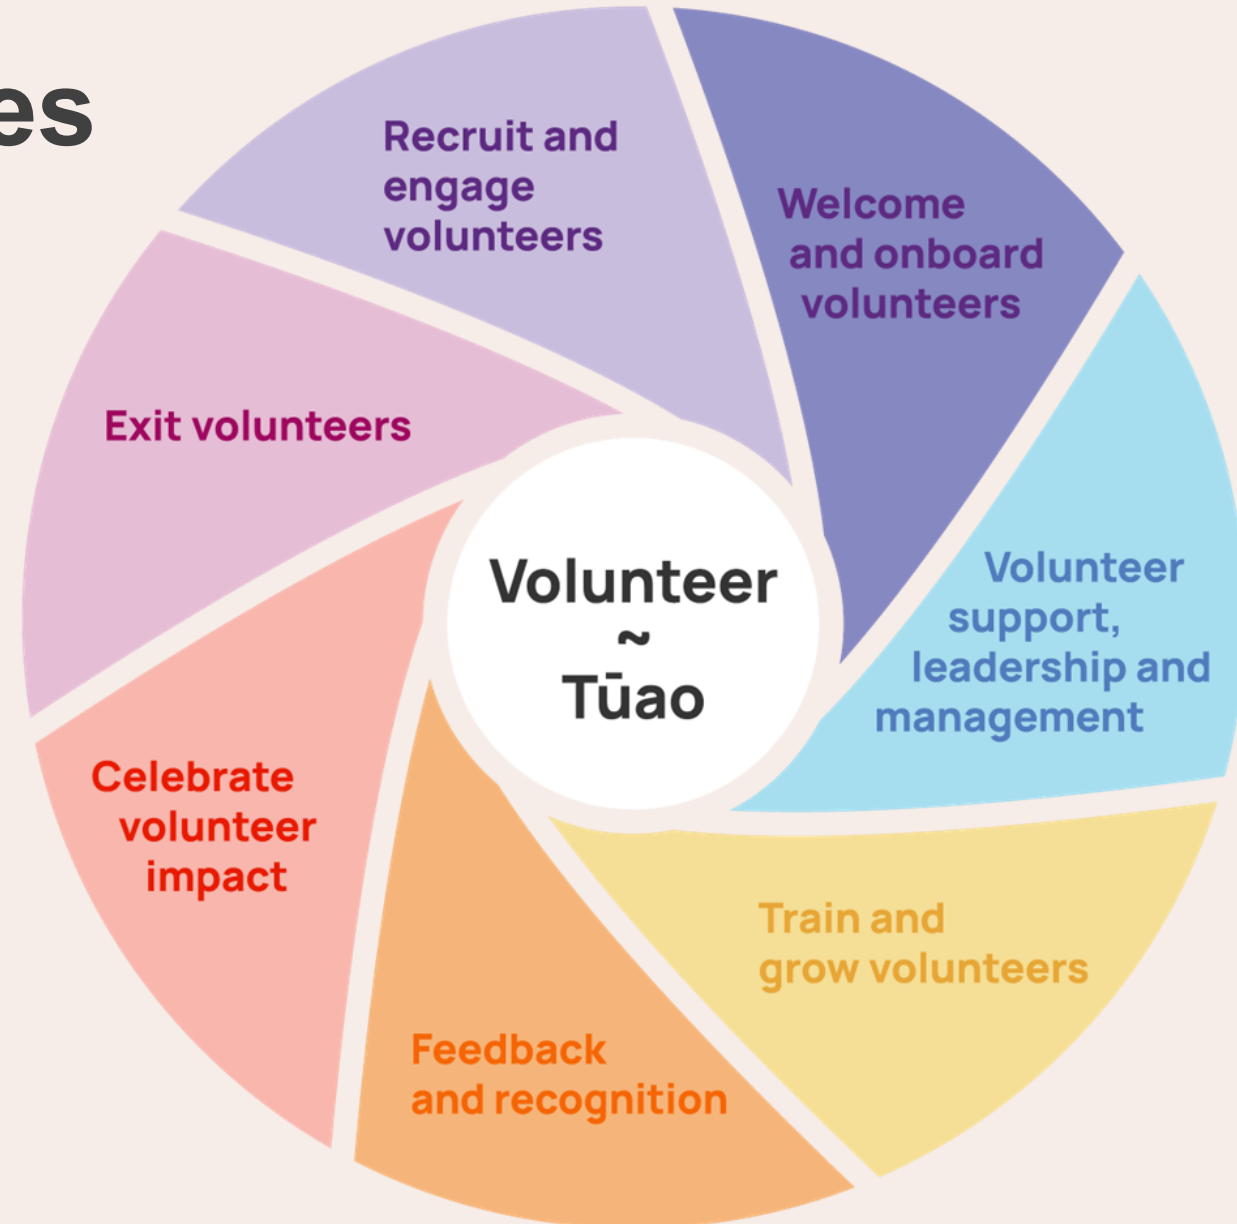 es
Recruit and
engage
volunteers
Welcome
and onboard
volunteers
Volunteer
support,
leadership and
management
Train and
grow volunteers
Feedback
and recognition
Celebrate
volunteer
impact
Exit volunteers
Volunteer
~
Tūao